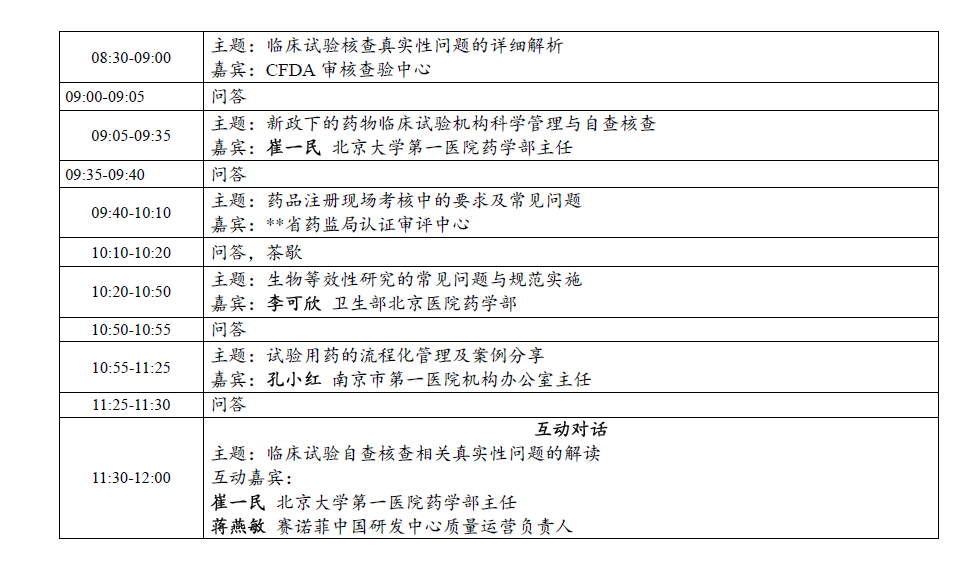 08:30-09:00
主题：临床试验核查真实性问题的详细解析
嘉宾：CFDA 审核查验中心
09:00-09:05
问答
09:05-09:35
主题：新政下的药物临床试验机构科学管理与自查核查
嘉宾：崔一民 北京大学第一医院药学部主任
09:35-09:40
问答
09:40-10:10
主题：药品注册现场考核中的要求及常见问题
嘉宾：**省药监局认证审评中心
10:10-10:20
问答，茶歇
10:20-10:50
主题：生物等效性研究的常见问题与规范实施
嘉宾：李可欣 卫生部北京医院药学部
10:50-10:55
问答
10:55-11:25
主题：试验用药的流程化管理及案例分享
嘉宾：孔小红 南京市第一医院机构办公室主任
11:25-11:30
问答
11:30-12:00
互动对话
主题：临床试验自查核查相关真实性问题的解读
互动嘉宾：
崔一民 北京大学第一医院药学部主任
蒋燕敏 赛诺菲中国研发中心质量运营负责人